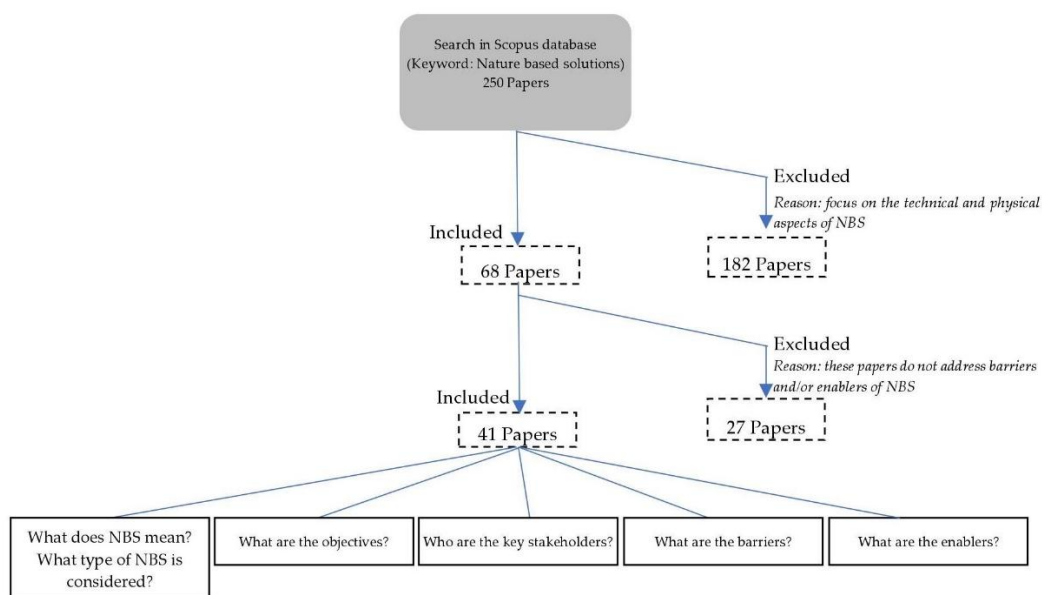 Search in Scopus database
(Keyword: Nature based solutions)
250 Papers
Excluded
Reason: focus on the technical and physical
aspects of NBS
Included
68 Papers
182 Papers
Excluded
Reason: these papers do not address barriers
and/or enablers of NBS
Included
41 Papers
27 Papers
What does NBS mean?
What type of NBS is
considered?
What are the objectives?
Who are the key stakeholders?
What are the barriers?
What are the enablers?